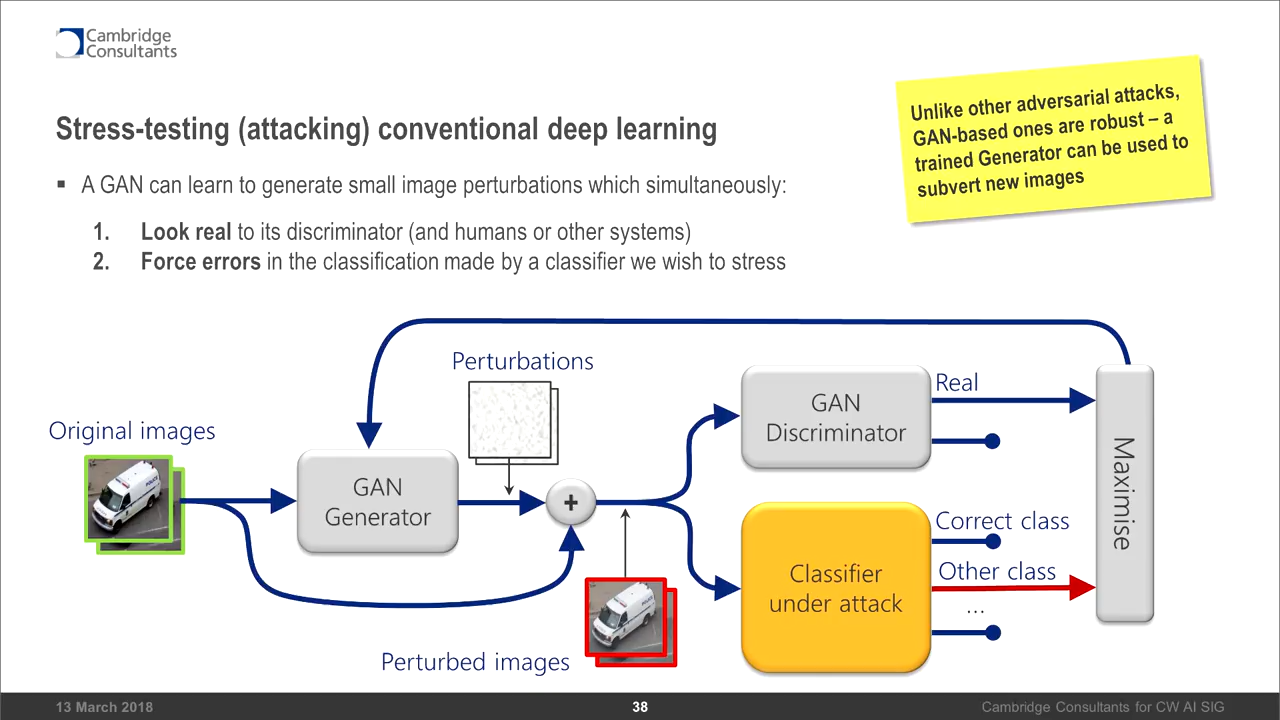 Cambridge
Consultants
Unlike other adversarial attacks,
GAN-based ones are robust – a
trained Generator can be used to
subvert new images
Stress-testing (attacking) conventional deep learning
▪ A GAN can learn to generate small image perturbations which simultaneously:
1. Look real to its discriminator (and humans or other systems)
2. Force errors in the classification made by a classifier we wish to stress
Perturbations
Original images
GAN
Generator
+
Perturbed images
GAN
Discriminator
Real
Classifier
under attack
Correct class
Other class
...
Maximise
13 March 2018
38
Cambridge Consultants for CW AI SIG